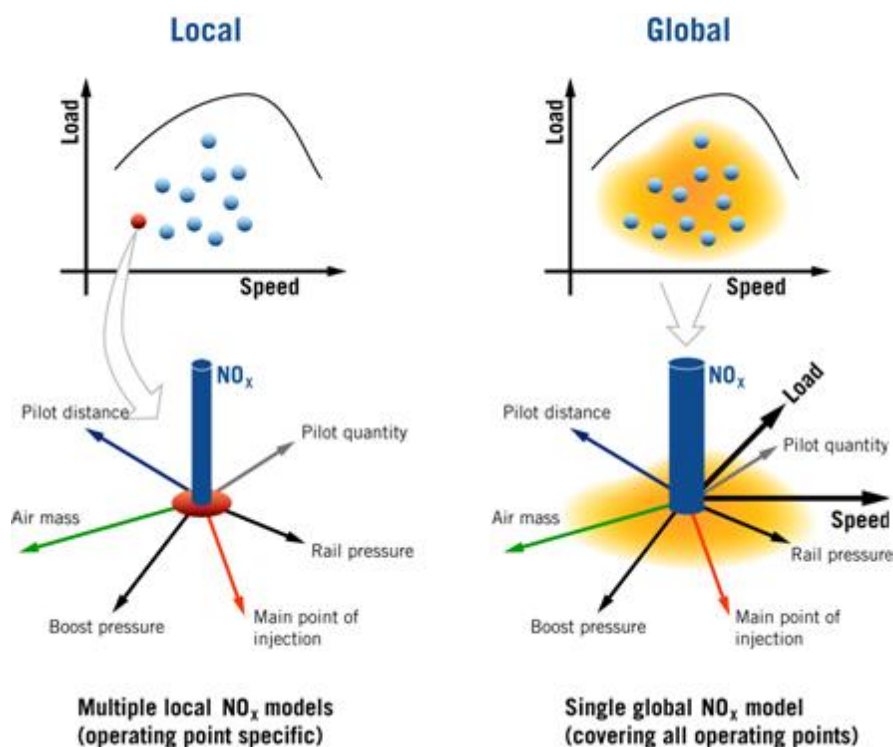 Local
Load
Speed
NOx
Pilot distance
Pilot quantity
Air mass
Rail pressure
Boost pressure
Main point of
injection
Multiple local NOx models
(operating point specific)
Global
Load
Speed
NOx
Load
Pilot distance
Pilot quantity
Air mass
Speed
Rail pressure
Boost pressure
Main point of
injection
Single global NOx model
(covering all operating points)